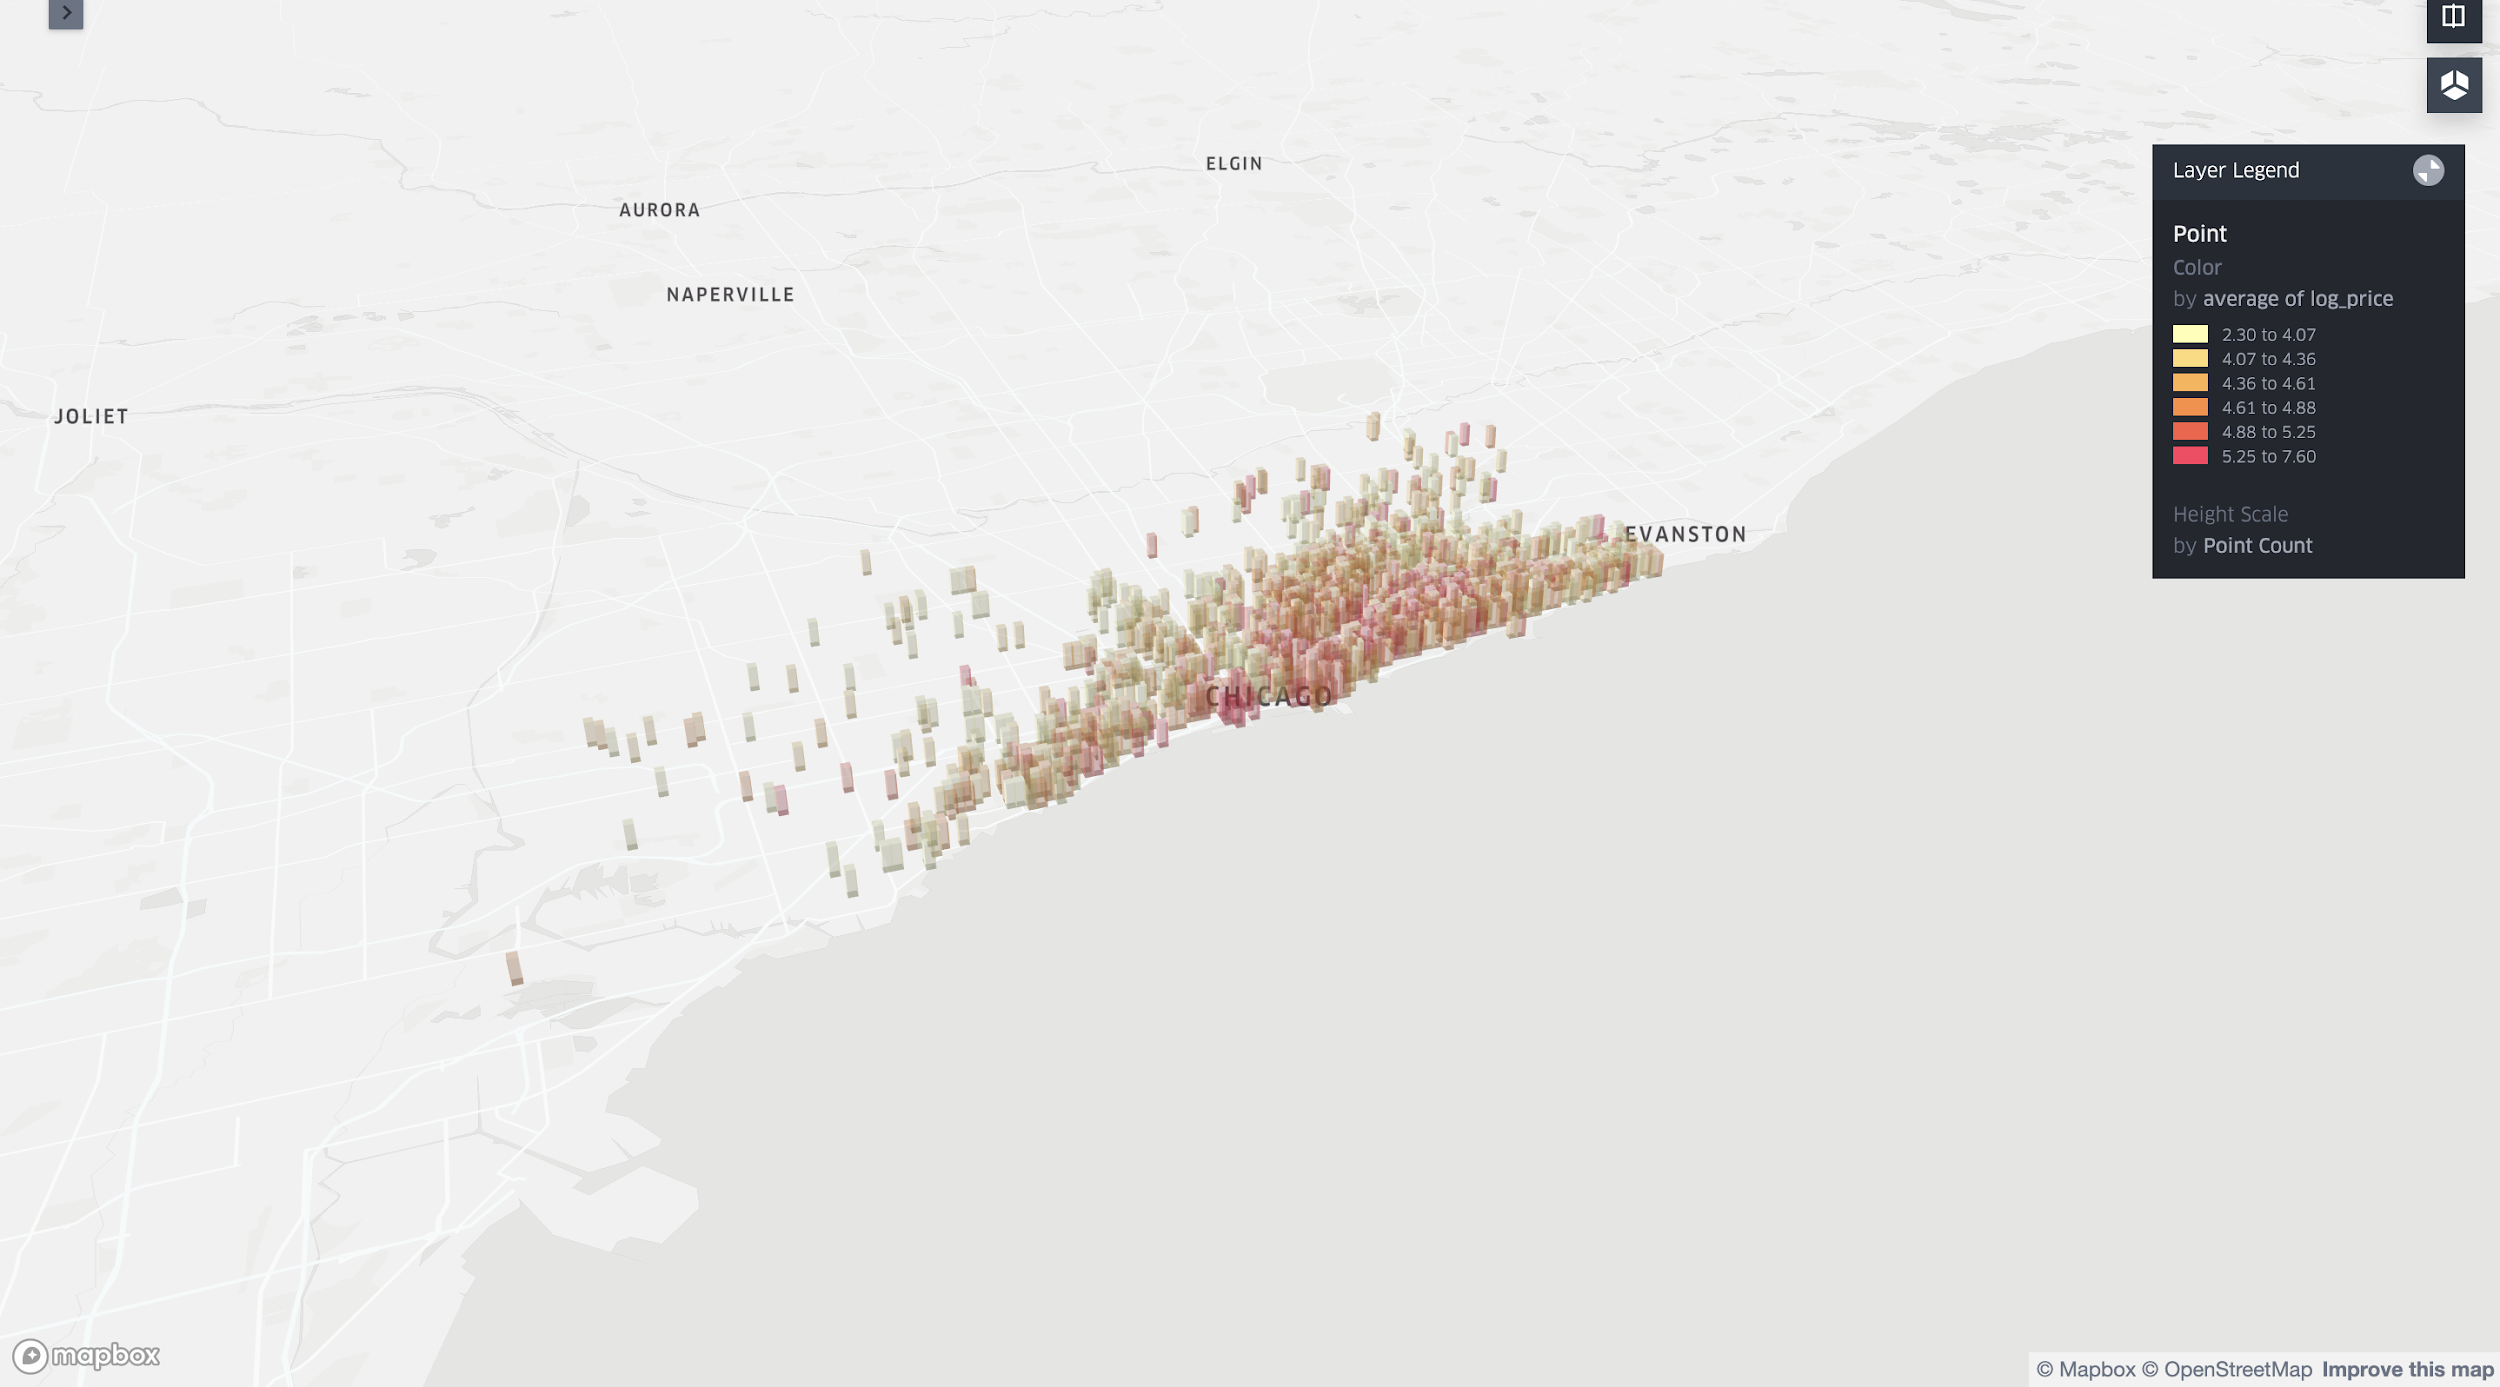 ELGIN
AURORA
NAPERVILLE
JOLIET
EVANSTON
CHICAGO
Layer Legend
Point
Color
by average of log_price
2.30 to 4.07
4.07 to 4.36
4.36 to 4.61
4.61 to 4.88
4.88 to 5.25
5.25 to 7.60
Height Scale
by Point Count
mapbox
© Mapbox © OpenStreetMap Improve this map